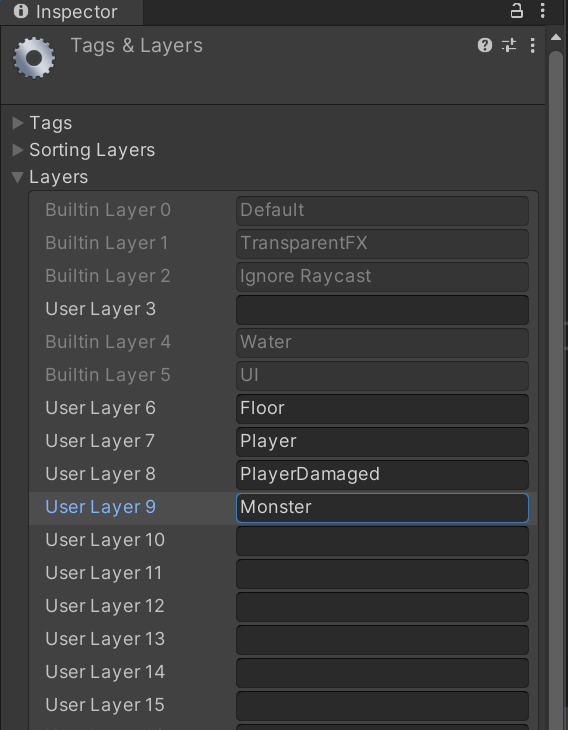 Inspector
Tags & Layers
Tags
Sorting Layers
Layers
Builtin Layer 0 Default
Builtin Layer 1 TransparentFX
Builtin Layer 2 Ignore Raycast
User Layer 3
Builtin Layer 4 Water
Builtin Layer 5 UI
User Layer 6 Floor
User Layer 7 Player
User Layer 8 PlayerDamaged
User Layer 9 Monster
User Layer 10
User Layer 11
User Layer 12
User Layer 13
User Layer 14
User Layer 15